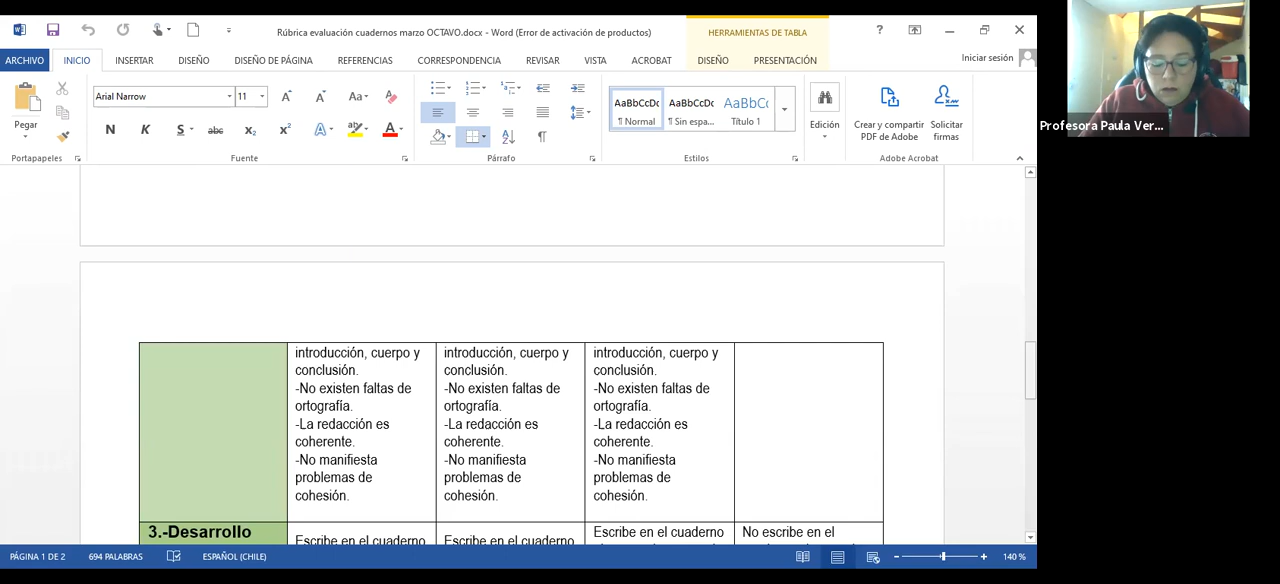 Rúbrica evaluación cuadernos marzo OCTAVO.docx - Word (Error de activación de productos)
HERRAMIENTAS DE TABLA
?
ARCHIVO INICIO INSERTAR DISEÑO DISEÑO DE PÁGINA REFERENCIAS CORRESPONDENCIA REVISAR VISTA ACROBAT DISEÑO PRESENTACIÓN Iniciar sesión
Arial Narrow 11
Pegar
N K S abc x₂ x²
AaBbCcDc AaBbCcDc AaBbCc
¶ Normal ¶ Sin espa... Título 1
Edición
Crear y compartir PDF de Adobe
Solicitar firmas
Portapapeles Fuente Párrafo Estilos Adobe Acrobat
Profesora Paula Ver...
introducción, cuerpo y
conclusión.
-No existen faltas de
ortografía.
-La redacción es
coherente.
-No manifiesta
problemas de
cohesión.
introducción, cuerpo y
conclusión.
-No existen faltas de
ortografía.
-La redacción es
coherente.
-No manifiesta
problemas de
cohesión.
introducción, cuerpo y
conclusión.
-No existen faltas de
ortografía.
-La redacción es
coherente.
-No manifiesta
problemas de
cohesión.
3.-Desarrollo
Escribe en el cuaderno
Escribe en el cuaderno
Escribe en el cuaderno
No escribe en el
PÁGINA 1 DE 2 694 PALABRAS ESPAÑOL (CHILE) 140 %